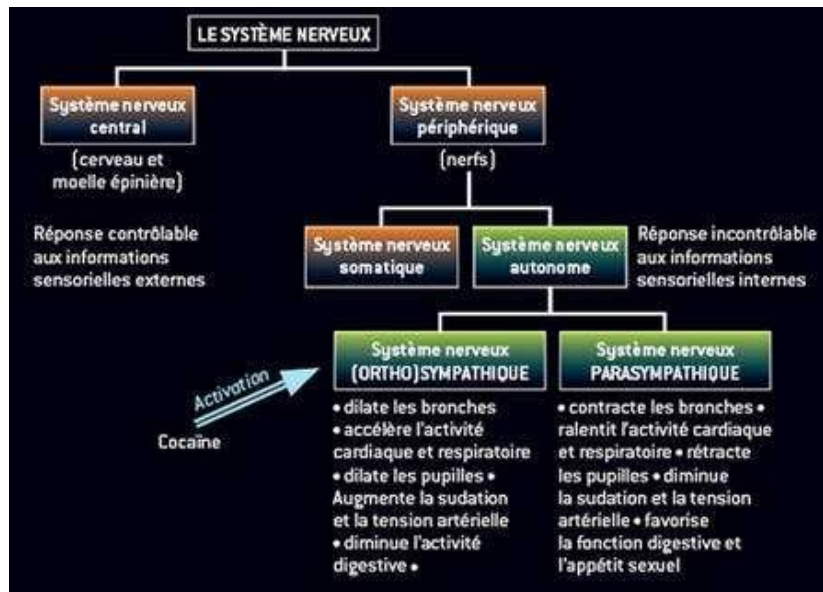 LE SYSTÈME NERVEUX
Système nerveux
central
(cerveau et
moelle épinière)
Système nerveux
périphérique
(nerfs)
Réponse contrôlable
aux informations
sensorielles externes
Système nerveux
somatique
Système nerveux
autonome
Réponse incontrôlable
aux informations
sensorielles internes
Activation
Cocaïne
Système nerveux
(ORTHO)SYMPATHIQUE
• dilate les bronches
• accélère l'activité
cardiaque et respiratoire
• dilate les pupilles •
Augmente la sudation
et la tension artérielle
• diminue l'activité
digestive •
Système nerveux
PARASYMPATHIQUE
• contracte les bronches •
ralentit l'activité cardiaque
et respiratoire • rétracte
les pupilles • diminue
la sudation et la tension
artérielle • favorise
la fonction digestive et
l'appétit sexuel